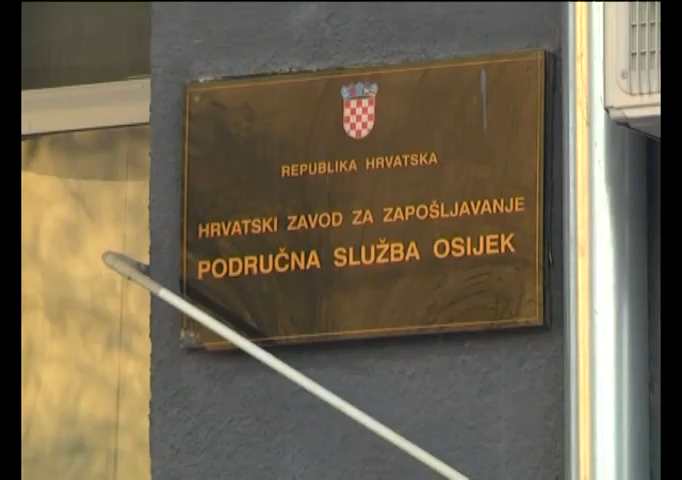 REPUBLIKA HRVATSKA
HRVATSKI ZAVOD ZA ZAPOŠLJAVANJE
PODRUČNA SLUŽBA OSIJEK